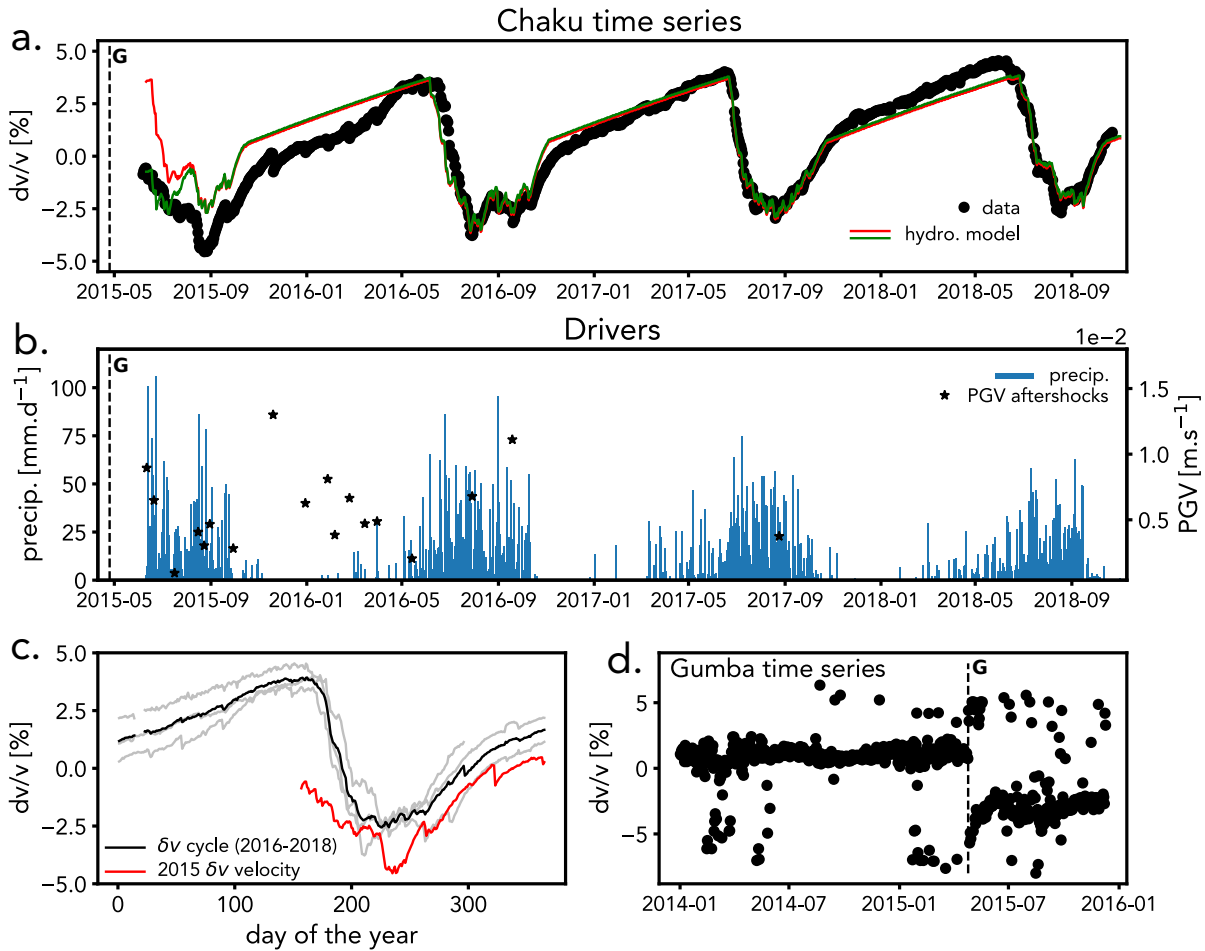 Chaku time series
a.
G
5.0
2.5
0.0
−2.5
−5.0
dv/v [%]
data
hydro. model
2015-05 2015-09 2016-01 2016-05 2016-09 2017-01 2017-05 2017-09 2018-01 2018-05 2018-09
Drivers
b.
1e−2
G
100
75
50
25
0
precip. [mm.d⁻¹]
precip.
PGV aftershocks
1.5
1.0
0.5
PGV [m.s⁻¹]
2015-05 2015-09 2016-01 2016-05 2016-09 2017-01 2017-05 2017-09 2018-01 2018-05 2018-09
c.
5.0
2.5
0.0
−2.5
−5.0
dv/v [%]
δv cycle (2016-2018)
2015 δv velocity
0 100 200 300
day of the year
d.
Gumba time series
G
5
0
−5
dv/v [%]
2014-01 2014-07 2015-01 2015-07 2016-01